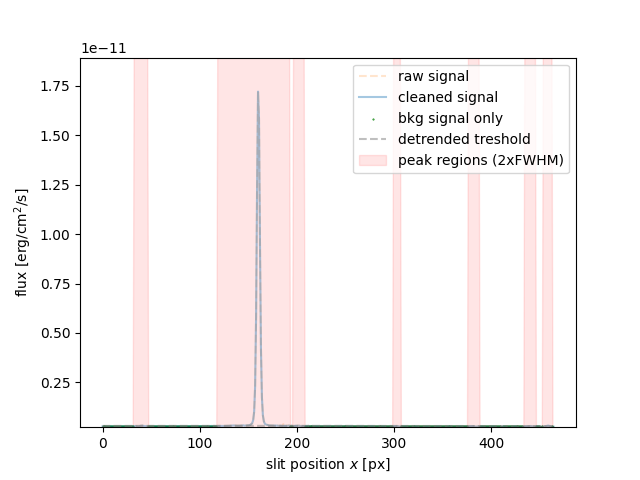 1e−11
raw signal
cleaned signal
bkg signal only
detrended treshold
peak regions (2xFWHM)
1.75
1.50
1.25
1.00
0.75
0.50
0.25
flux [erg/cm²/s]
0 100 200 300 400
slit position x [px]